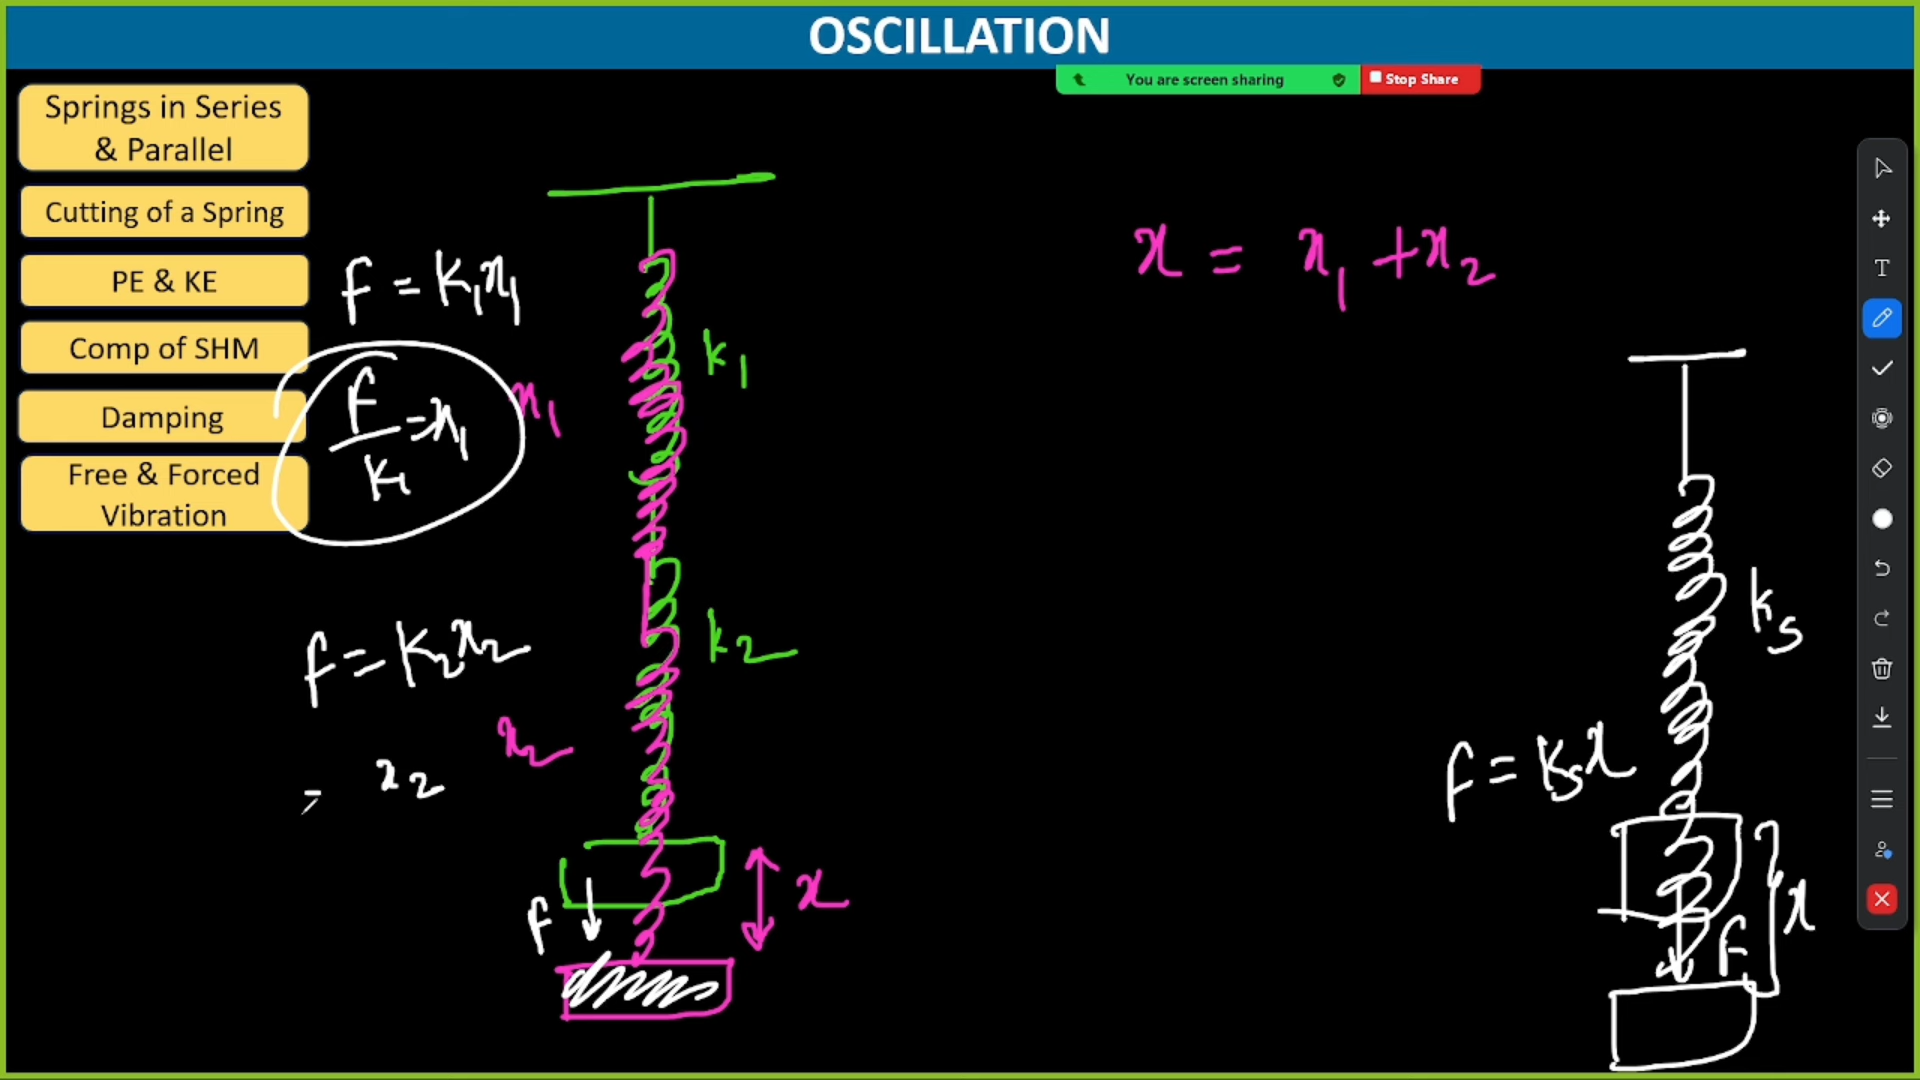 OSCILLATION
You are screen sharing
Stop Share
Springs in Series
& Parallel
Cutting of a Spring
PE & KE
Comp of SHM
Damping
Free & Forced
Vibration
F = K₁x₁
F/K₁ = x₁
x₁
k₁
x = x₁ + x₂
F = K₂x₂
k₂
x₂
= x₂
F
x
kₛ
F = Kₛx
F
x
T